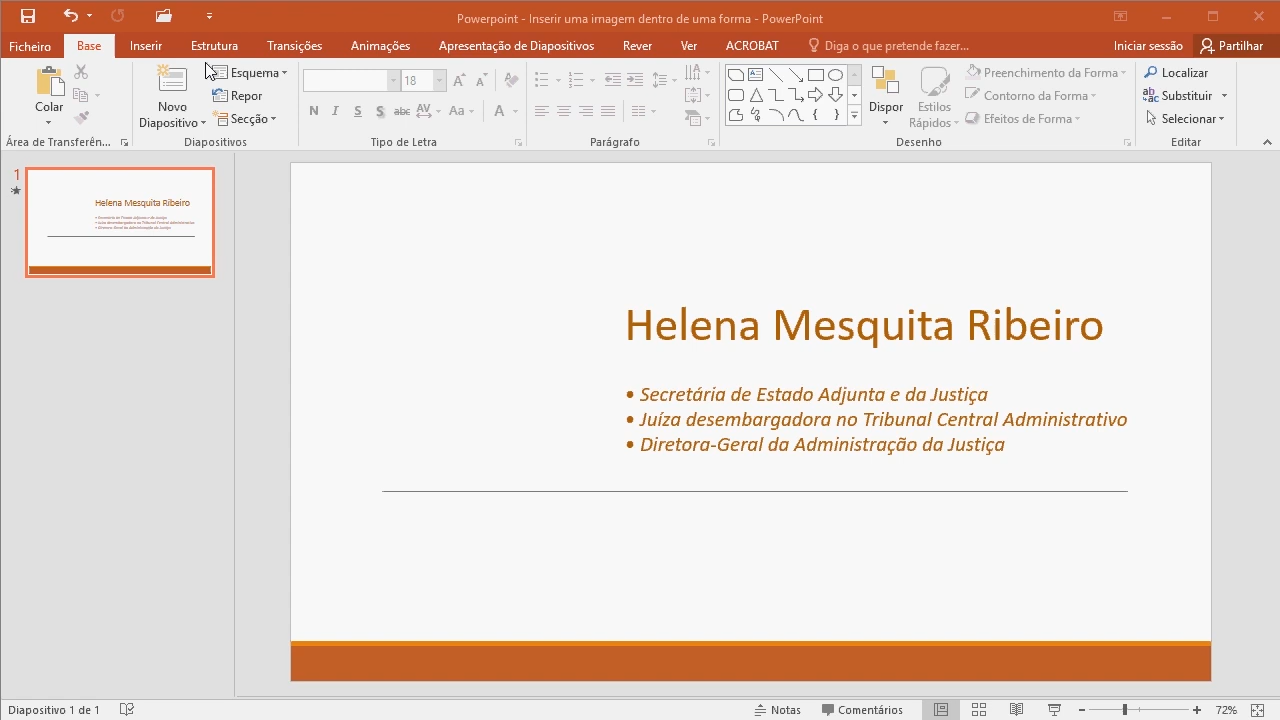 Powerpoint - Inserir uma imagem dentro de uma forma - PowerPoint
Ficheiro Base Inserir Estrutura Transições Animações Apresentação de Diapositivos Rever Ver ACROBAT Diga o que pretende fazer... Iniciar sessão Partilhar
Colar
Novo
Diapositivo
Esquema
Repor
Secção
18
N I S S abc AV Aa A
Dispor
Estilos
Rápidos
Preenchimento da Forma
Contorno da Forma
Efeitos de Forma
Localizar
Substituir
Selecionar
Área de Transferên... Diapositivos Tipo de Letra Parágrafo Desenho Editar
1
Helena Mesquita Ribeiro
• Secretária de Estado Adjunta e da Justiça
• Juíza desembargadora no Tribunal Central Administrativo
• Diretora-Geral da Administração da Justiça
Helena Mesquita Ribeiro
• Secretária de Estado Adjunta e da Justiça
• Juíza desembargadora no Tribunal Central Administrativo
• Diretora-Geral da Administração da Justiça
Diapositivo 1 de 1 Notas Comentários 72%